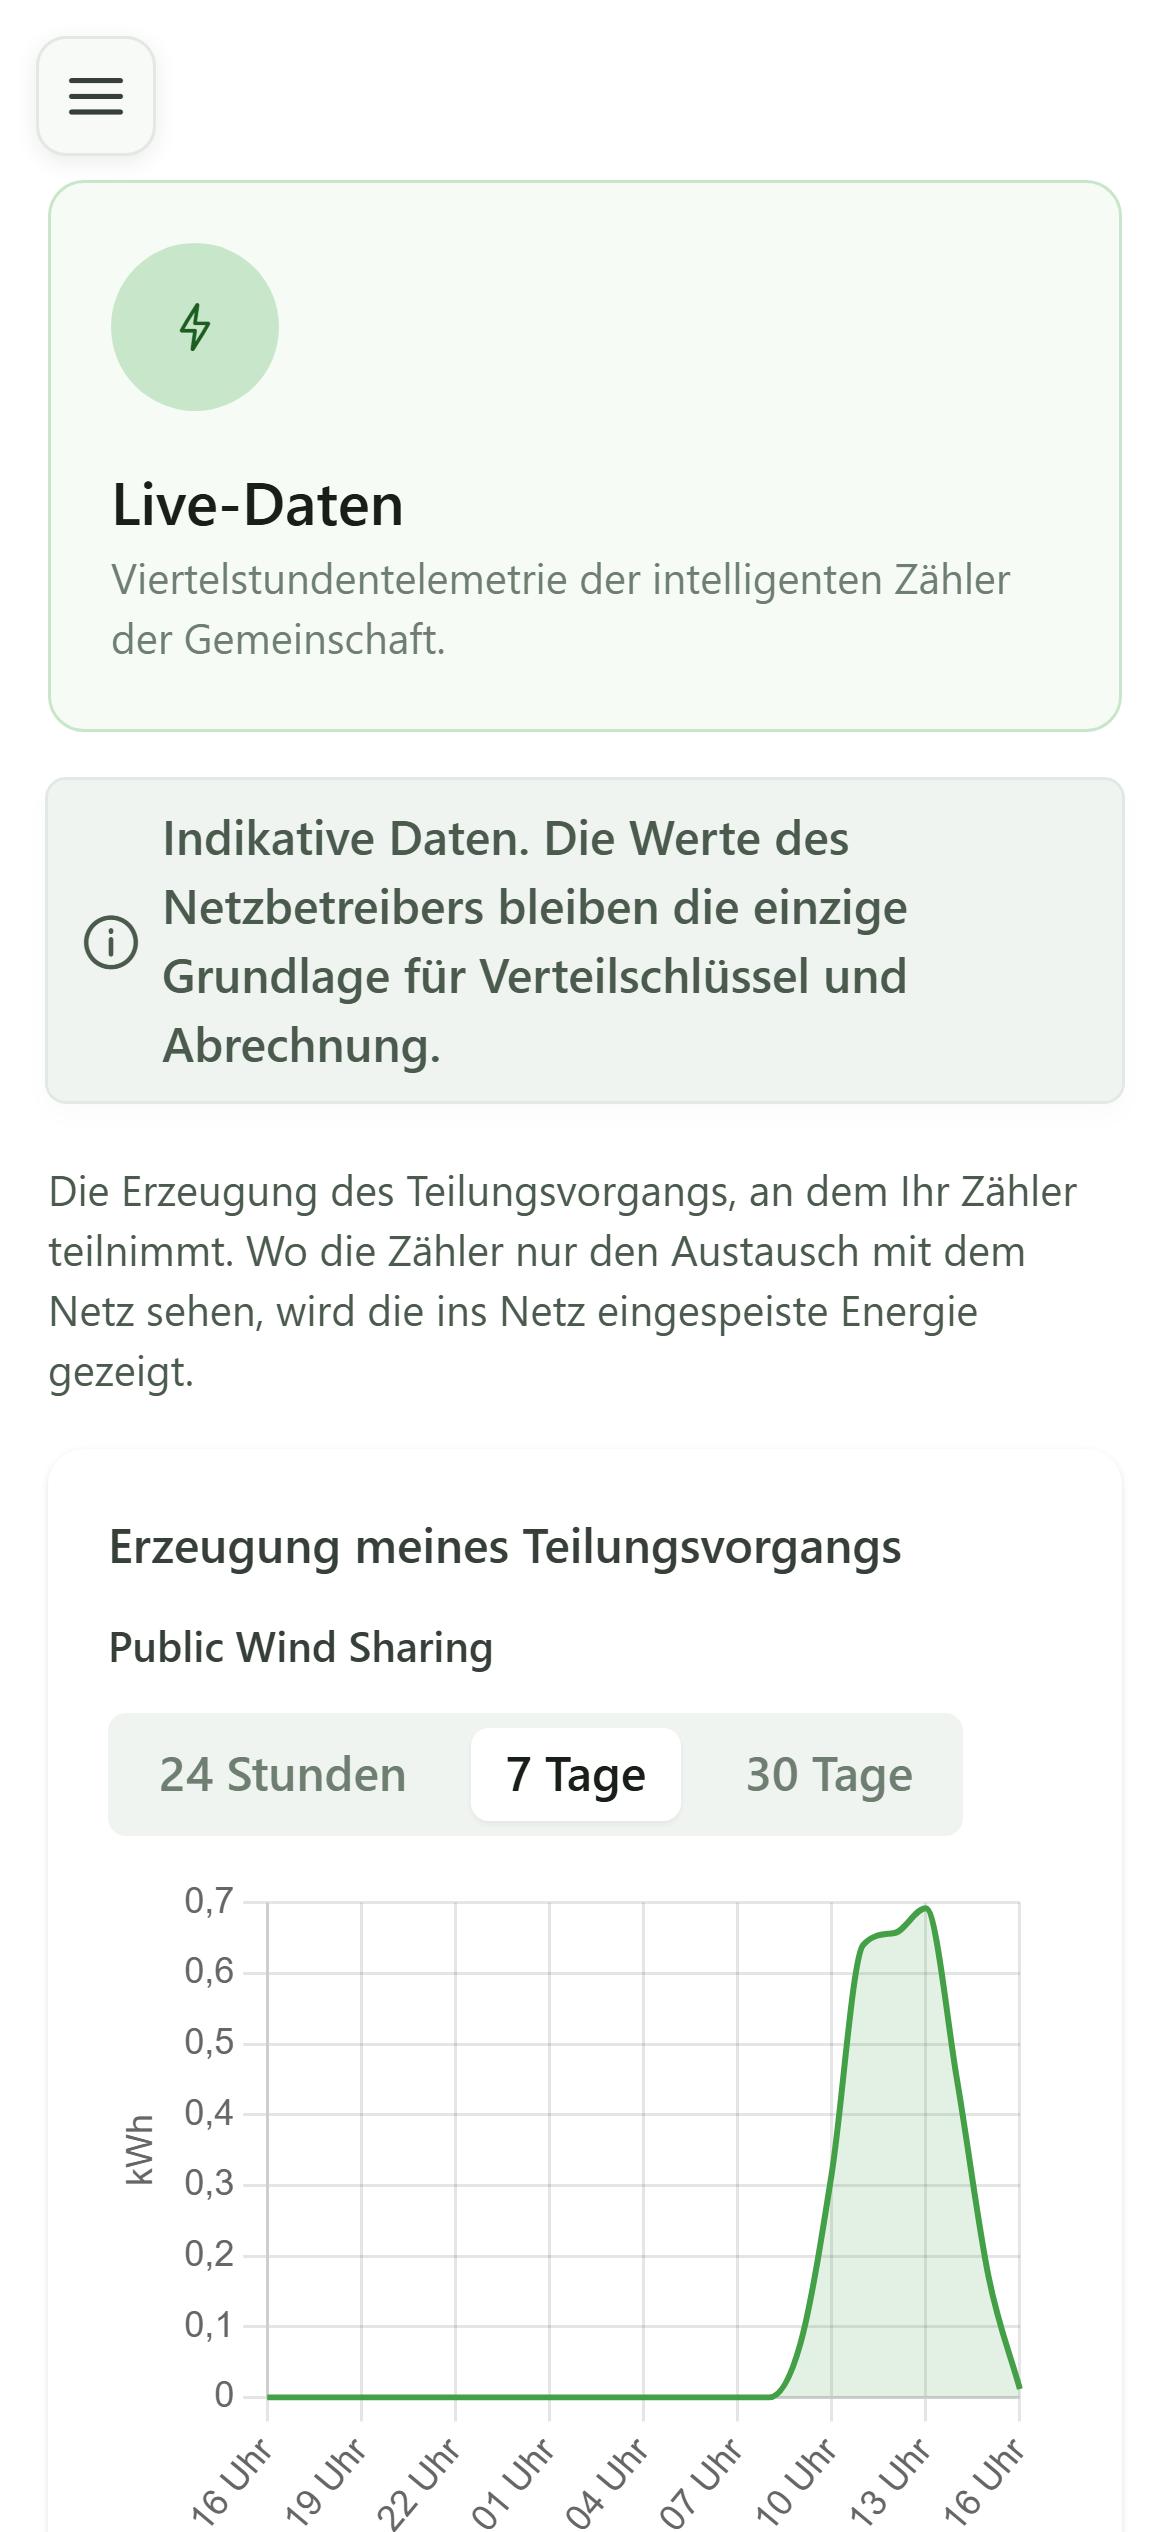 Live-Daten
Viertelstundentelemetrie der intelligenten Zähler
der Gemeinschaft.
Indikative Daten. Die Werte des
Netzbetreibers bleiben die einzige
Grundlage für Verteilschlüssel und
Abrechnung.
Die Erzeugung des Teilungsvorgangs, an dem Ihr Zähler
teilnimmt. Wo die Zähler nur den Austausch mit dem
Netz sehen, wird die ins Netz eingespeiste Energie
gezeigt.
Erzeugung meines Teilungsvorgangs
Public Wind Sharing
24 Stunden 7 Tage 30 Tage
0,7
0,6
0,5
0,4
0,3
0,2
0,1
0
kWh
16 Uhr 19 Uhr 22 Uhr 01 Uhr 04 Uhr 07 Uhr 10 Uhr 13 Uhr 16 Uhr